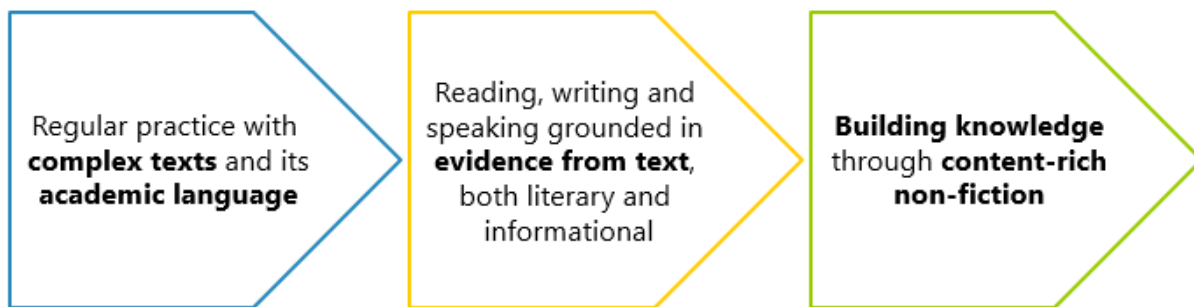 Regular practice with
complex texts and its
academic language
Reading, writing and
speaking grounded in
evidence from text,
both literary and
informational
Building knowledge
through content-rich
non-fiction